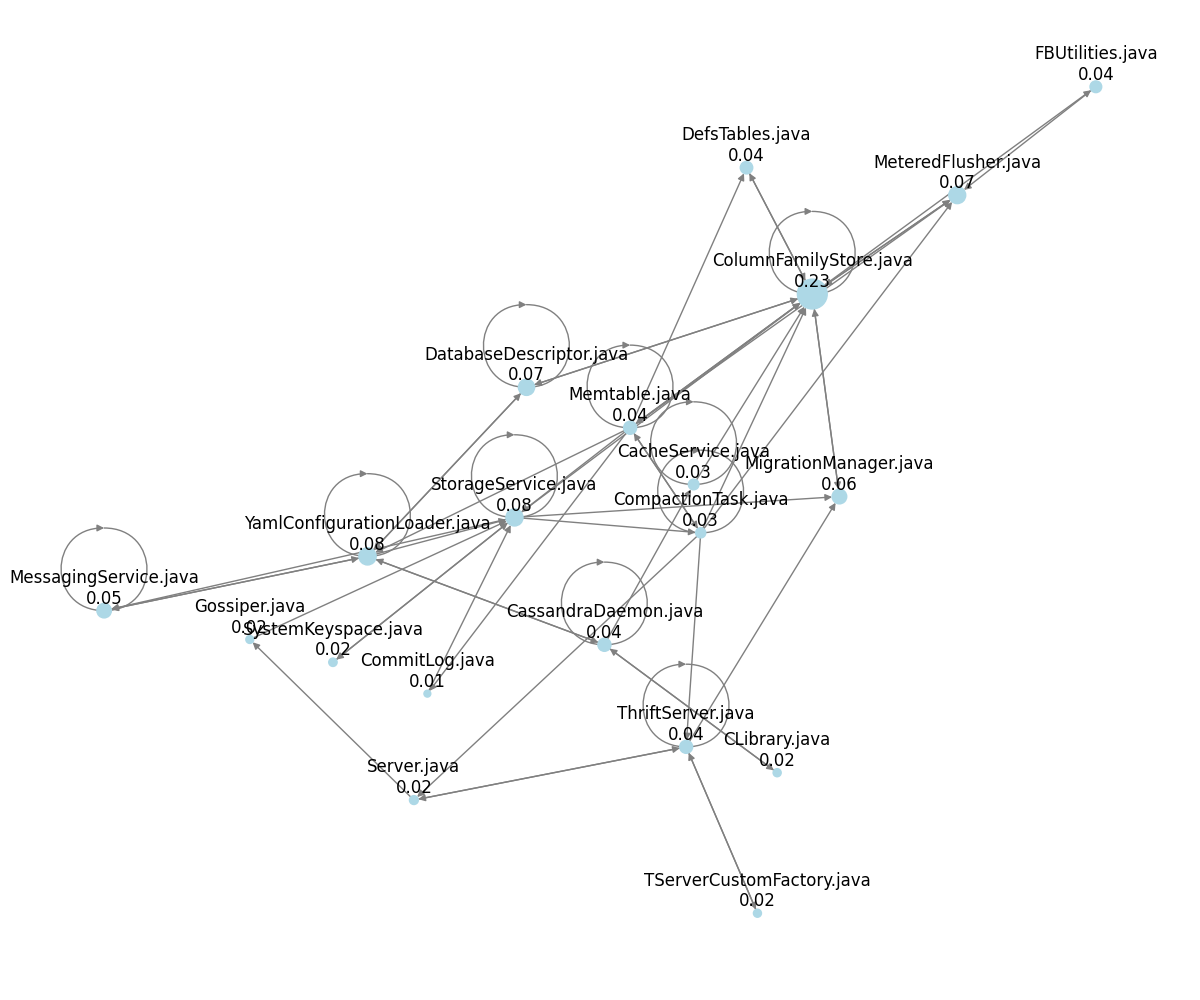 FBUtilities.java
0.04
DefsTables.java
0.04
MeteredFlusher.java
0.07
ColumnFamilyStore.java
0.23
DatabaseDescriptor.java
0.07
Memtable.java
0.04
CacheService.java
0.03
MigrationManager.java
0.06
StorageService.java
0.08
CompactionTask.java
0.03
YamlConfigurationLoader.java
0.08
MessagingService.java
0.05
Gossiper.java
0.02
SystemKeyspace.java
0.02
CassandraDaemon.java
0.04
CommitLog.java
0.01
ThriftServer.java
0.04
CLibrary.java
0.02
Server.java
0.02
TServerCustomFactory.java
0.02